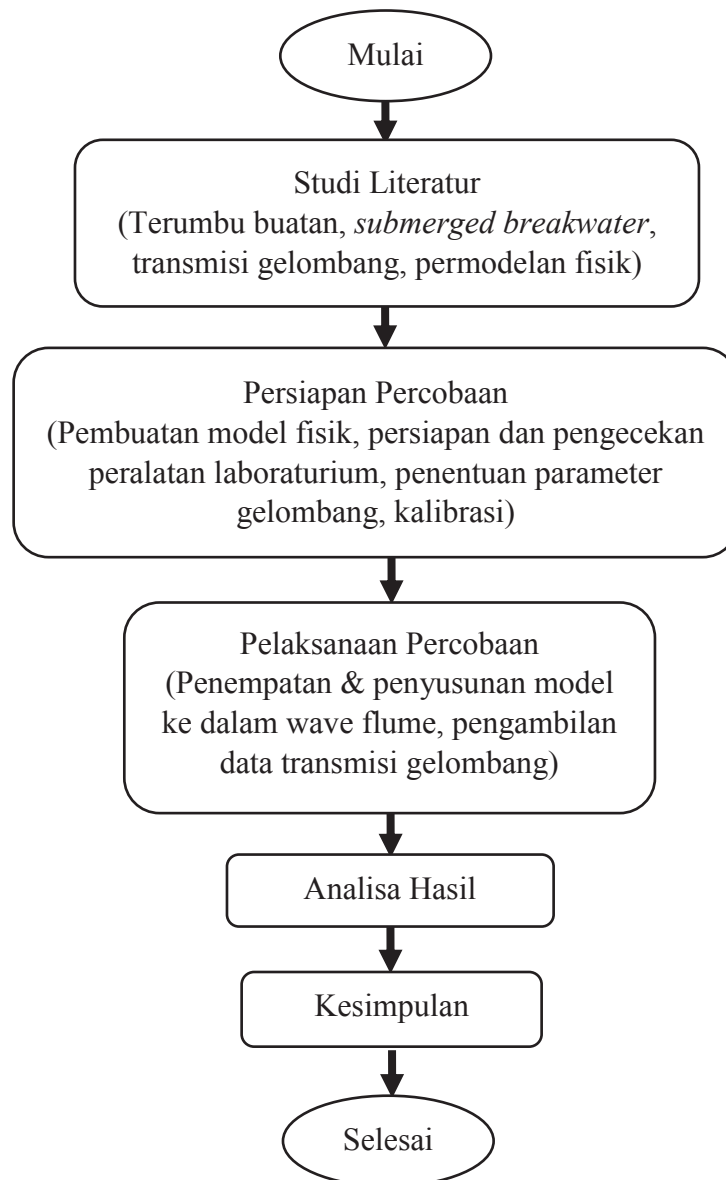 Mulai
Studi Literatur
(Terumbu buatan, submerged breakwater,
transmisi gelombang, permodelan fisik)
Persiapan Percobaan
(Pembuatan model fisik, persiapan dan pengecekan
peralatan laboraturium, penentuan parameter
gelombang, kalibrasi)
Pelaksanaan Percobaan
(Penempatan & penyusunan model
ke dalam wave flume, pengambilan
data transmisi gelombang)
Analisa Hasil
Kesimpulan
Selesai